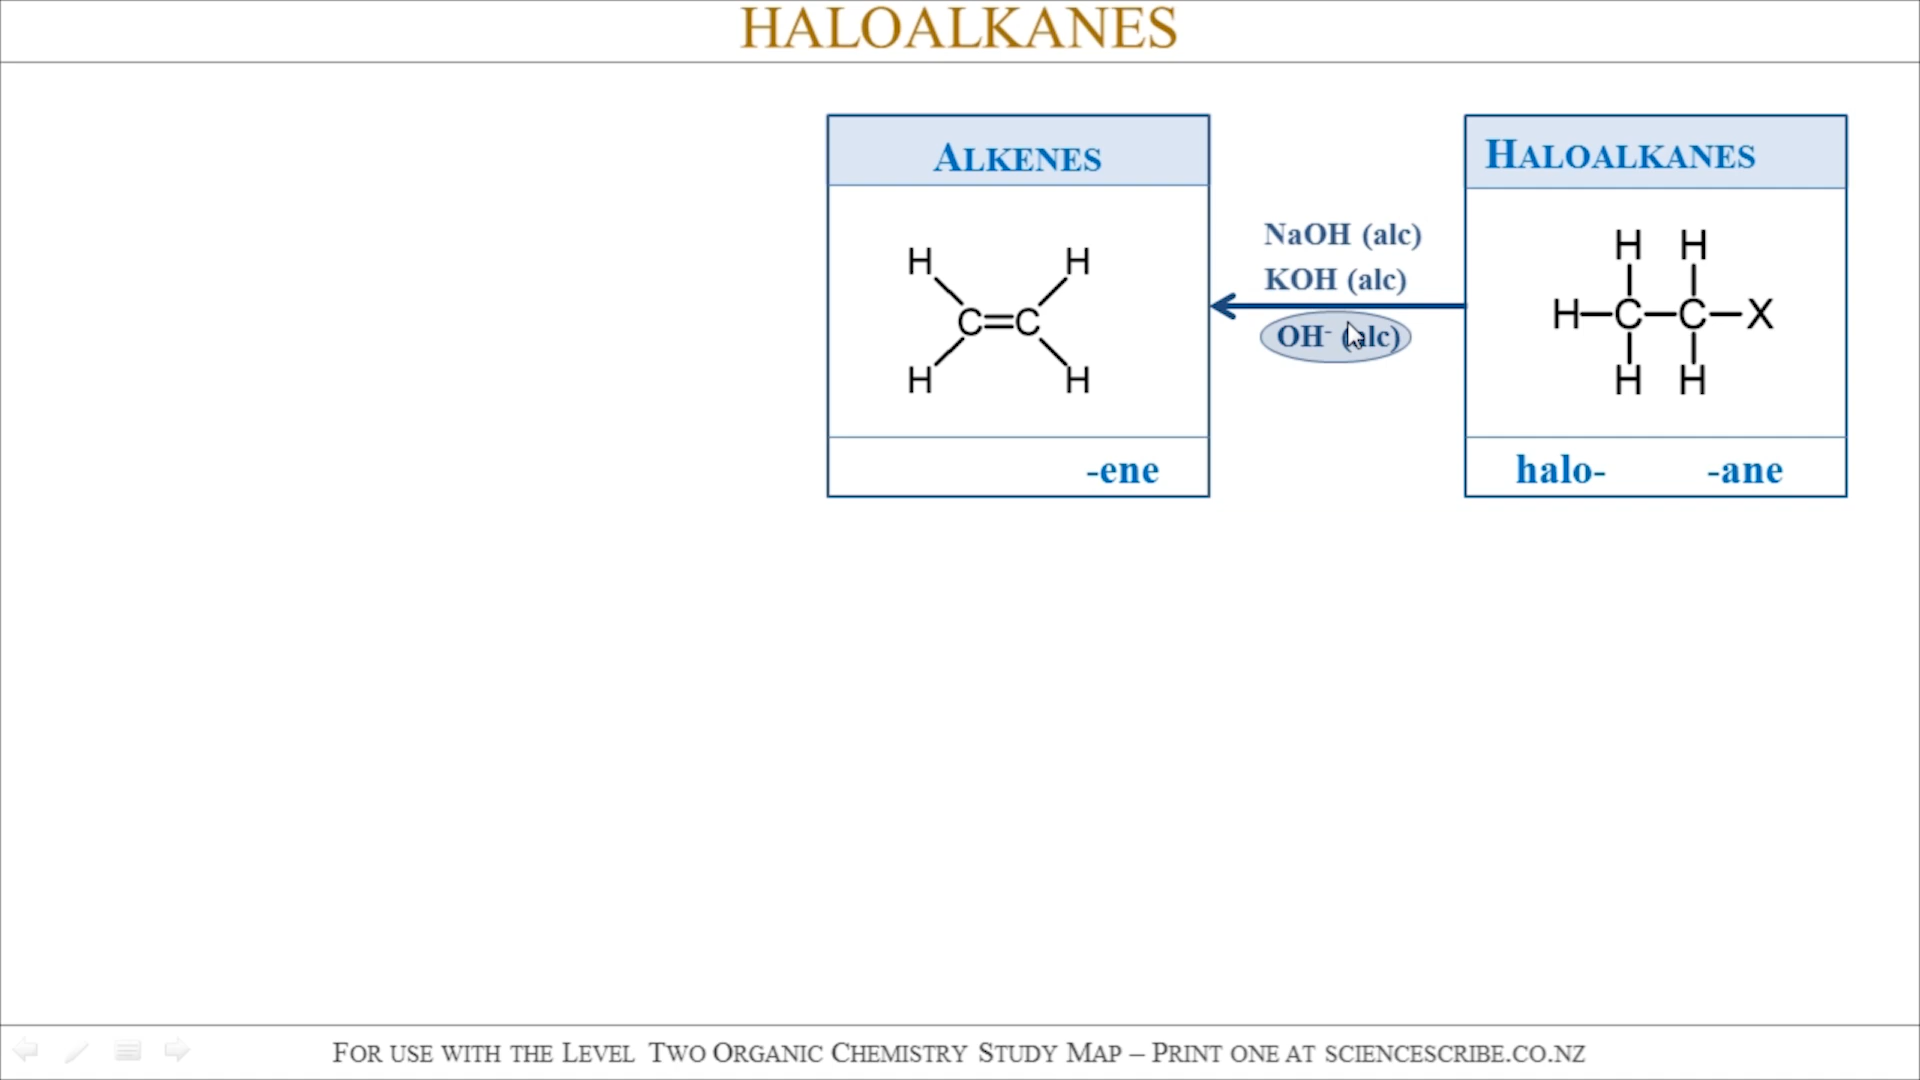 HALOALKANES
ALKENES
H H
C=C
H H
-ene
NaOH (alc)
KOH (alc)
OH⁻ (alc)
HALOALKANES
H H
H-C-C-X
H H
halo- -ane
FOR USE WITH THE LEVEL TWO ORGANIC CHEMISTRY STUDY MAP – PRINT ONE AT SCIENCESCRIBE.CO.NZ